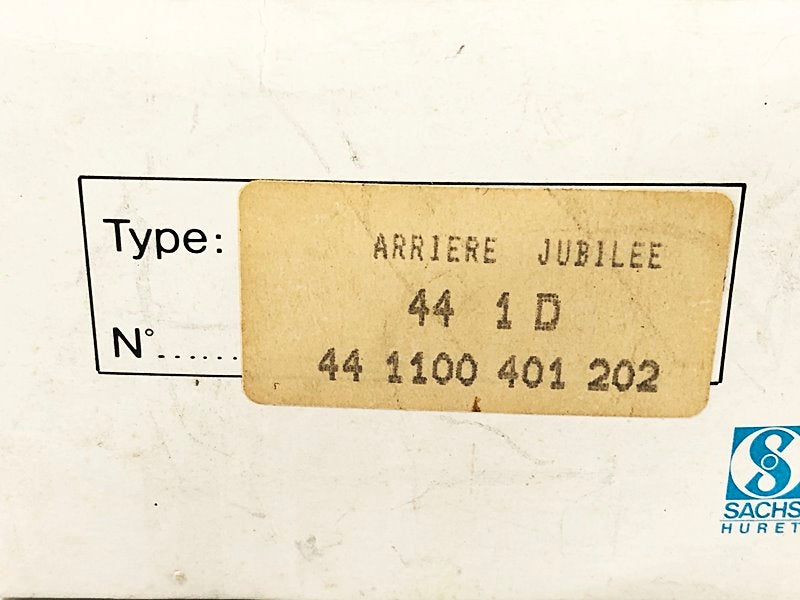 Type:
ARRIERE JUBILEE
44 1 D
N°......
44 1100 401 202
SACHS
HURET